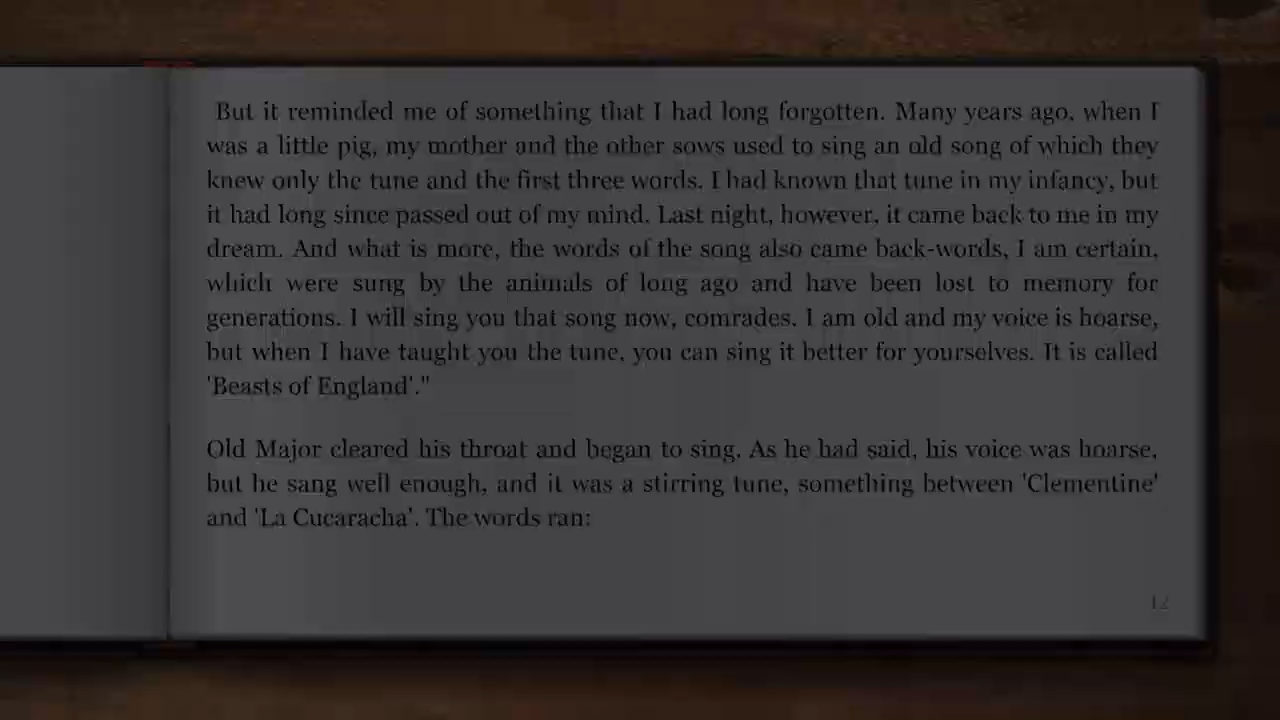 But it reminded me of something that I had long forgotten. Many years ago, when I
was a little pig, my mother and the other sows used to sing an old song of which they
knew only the tune and the first three words. I had known that tune in my infancy, but
it had long since passed out of my mind. Last night, however, it came back to me in my
dream. And what is more, the words of the song also came back-words, I am certain,
which were sung by the animals of long ago and have been lost to memory for
generations. I will sing you that song now, comrades. I am old and my voice is hoarse,
but when I have taught you the tune, you can sing it better for yourselves. It is called
'Beasts of England'."
Old Major cleared his throat and began to sing. As he had said, his voice was hoarse,
but he sang well enough, and it was a stirring tune, something between 'Clementine'
and 'La Cucaracha'. The words ran:
12